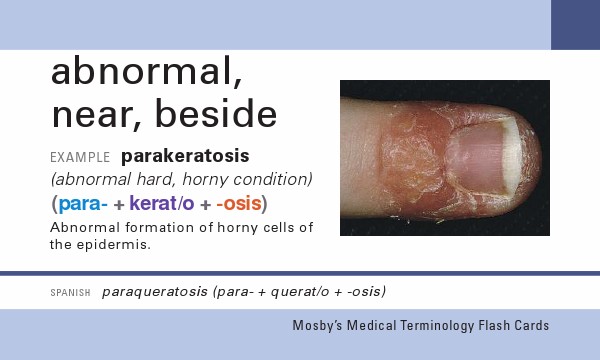 abnormal,
near, beside
EXAMPLE parakeratosis
(abnormal hard, horny condition)
(para- + kerat/o + -osis)
Abnormal formation of horny cells of
the epidermis.
SPANISH paraqueratosis (para- + querat/o + -osis)
Mosby's Medical Terminology Flash Cards